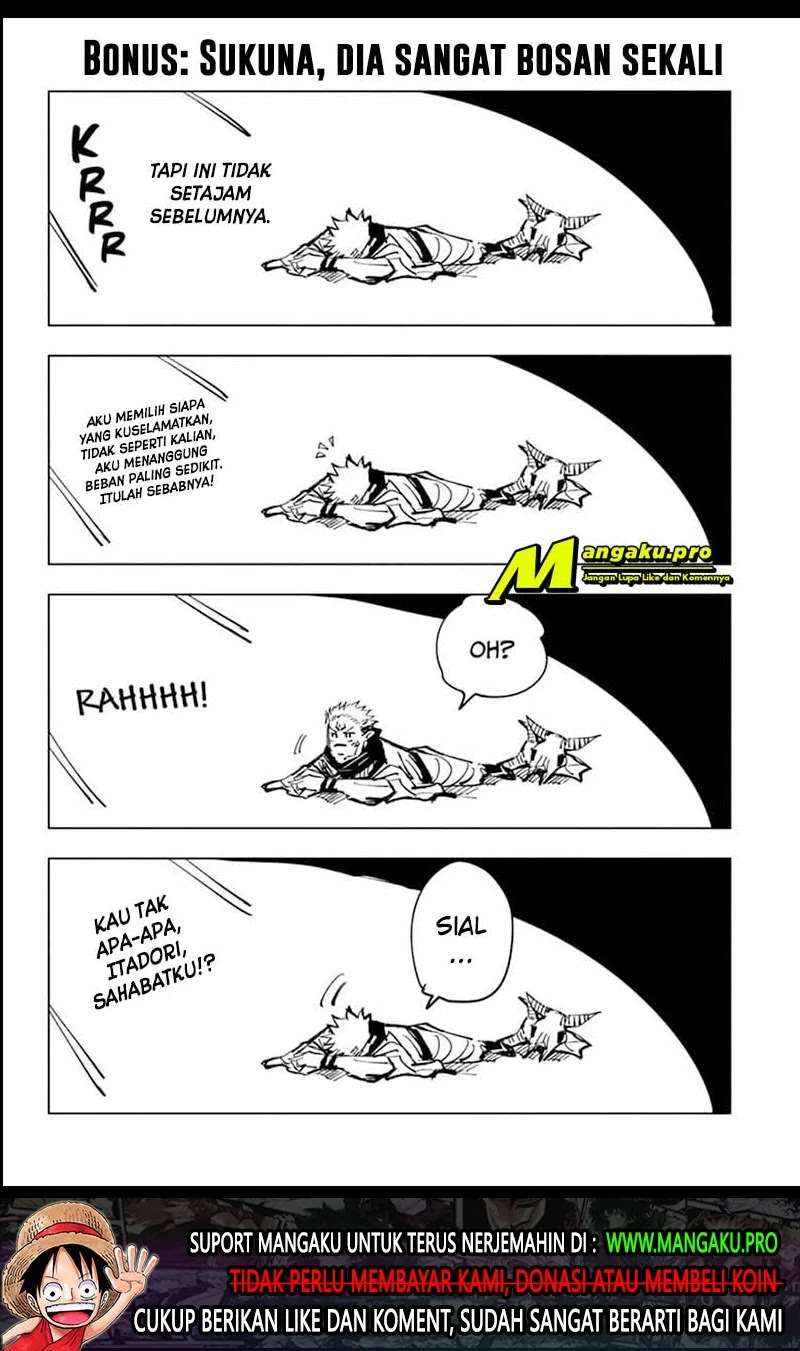 BONUS: SUKUNA, DIA SANGAT BOSAN SEKALI
KRRR
TAPI INI TIDAK
SETAJAM
SEBELUMNYA.
AKU MEMILIH SIAPA
YANG KUSELAMATKAN,
TIDAK SEPERTI KALIAN,
AKU MENANGGUNG
BEBAN PALING SEDIKIT.
ITULAH SEBABNYA!
Mangaku.pro
Jangan Lupa Like dan Komennya
OH?
RAHHHH!
KAU TAK
APA-APA,
ITADORI,
SAHABATKU!?
SIAL
...
SUPORT MANGAKU UNTUK TERUS NERJEMAHIN DI : WWW.MANGAKU.PRO
TIDAK PERLU MEMBAYAR KAMI, DONASI ATAU MEMBELI KOIN
CUKUP BERIKAN LIKE DAN KOMENT, SUDAH SANGAT BERARTI BAGI KAMI